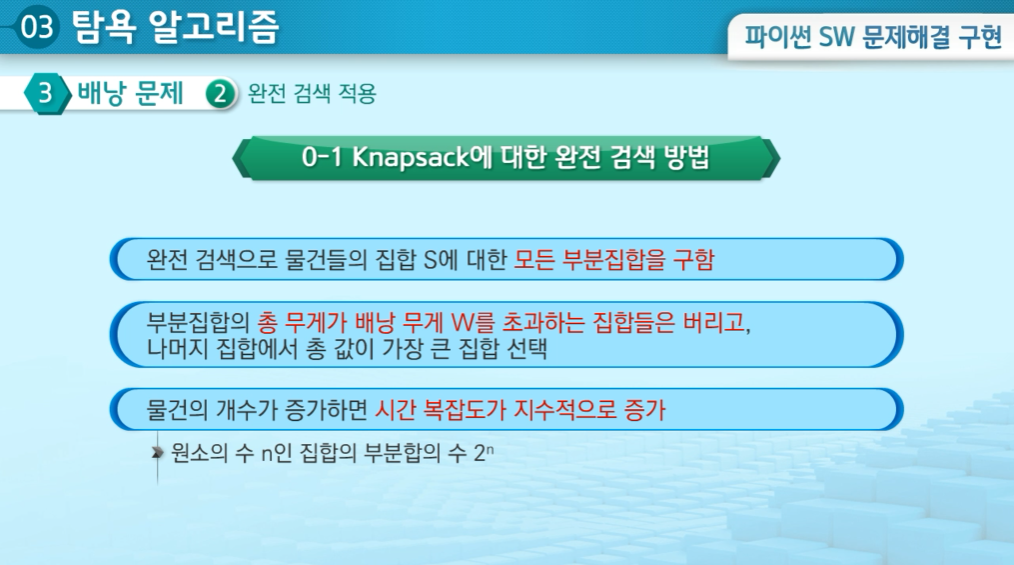 03 탐욕 알고리즘
파이썬 SW 문제해결 구현
3 배낭 문제 2 완전 검색 적용
0-1 Knapsack에 대한 완전 검색 방법
완전 검색으로 물건들의 집합 S에 대한 모든 부분집합을 구함
부분집합의 총 무게가 배낭 무게 W를 초과하는 집합들은 버리고,
나머지 집합에서 총 값이 가장 큰 집합 선택
물건의 개수가 증가하면 시간 복잡도가 지수적으로 증가
원소의 수 n인 집합의 부분합의 수 2ⁿ